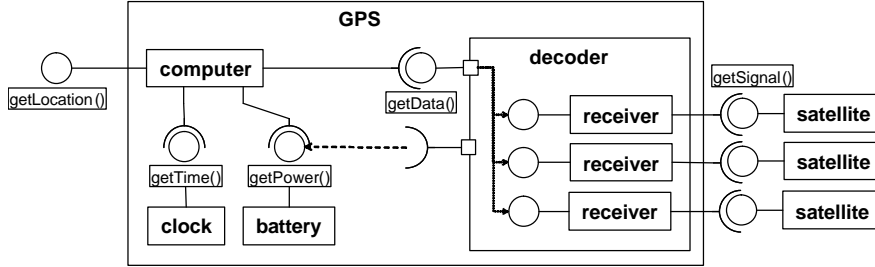 GPS
decoder
computer
getLocation()
getData()
getSignal()
receiver
satellite
receiver
satellite
getTime()
getPower()
receiver
satellite
clock
battery